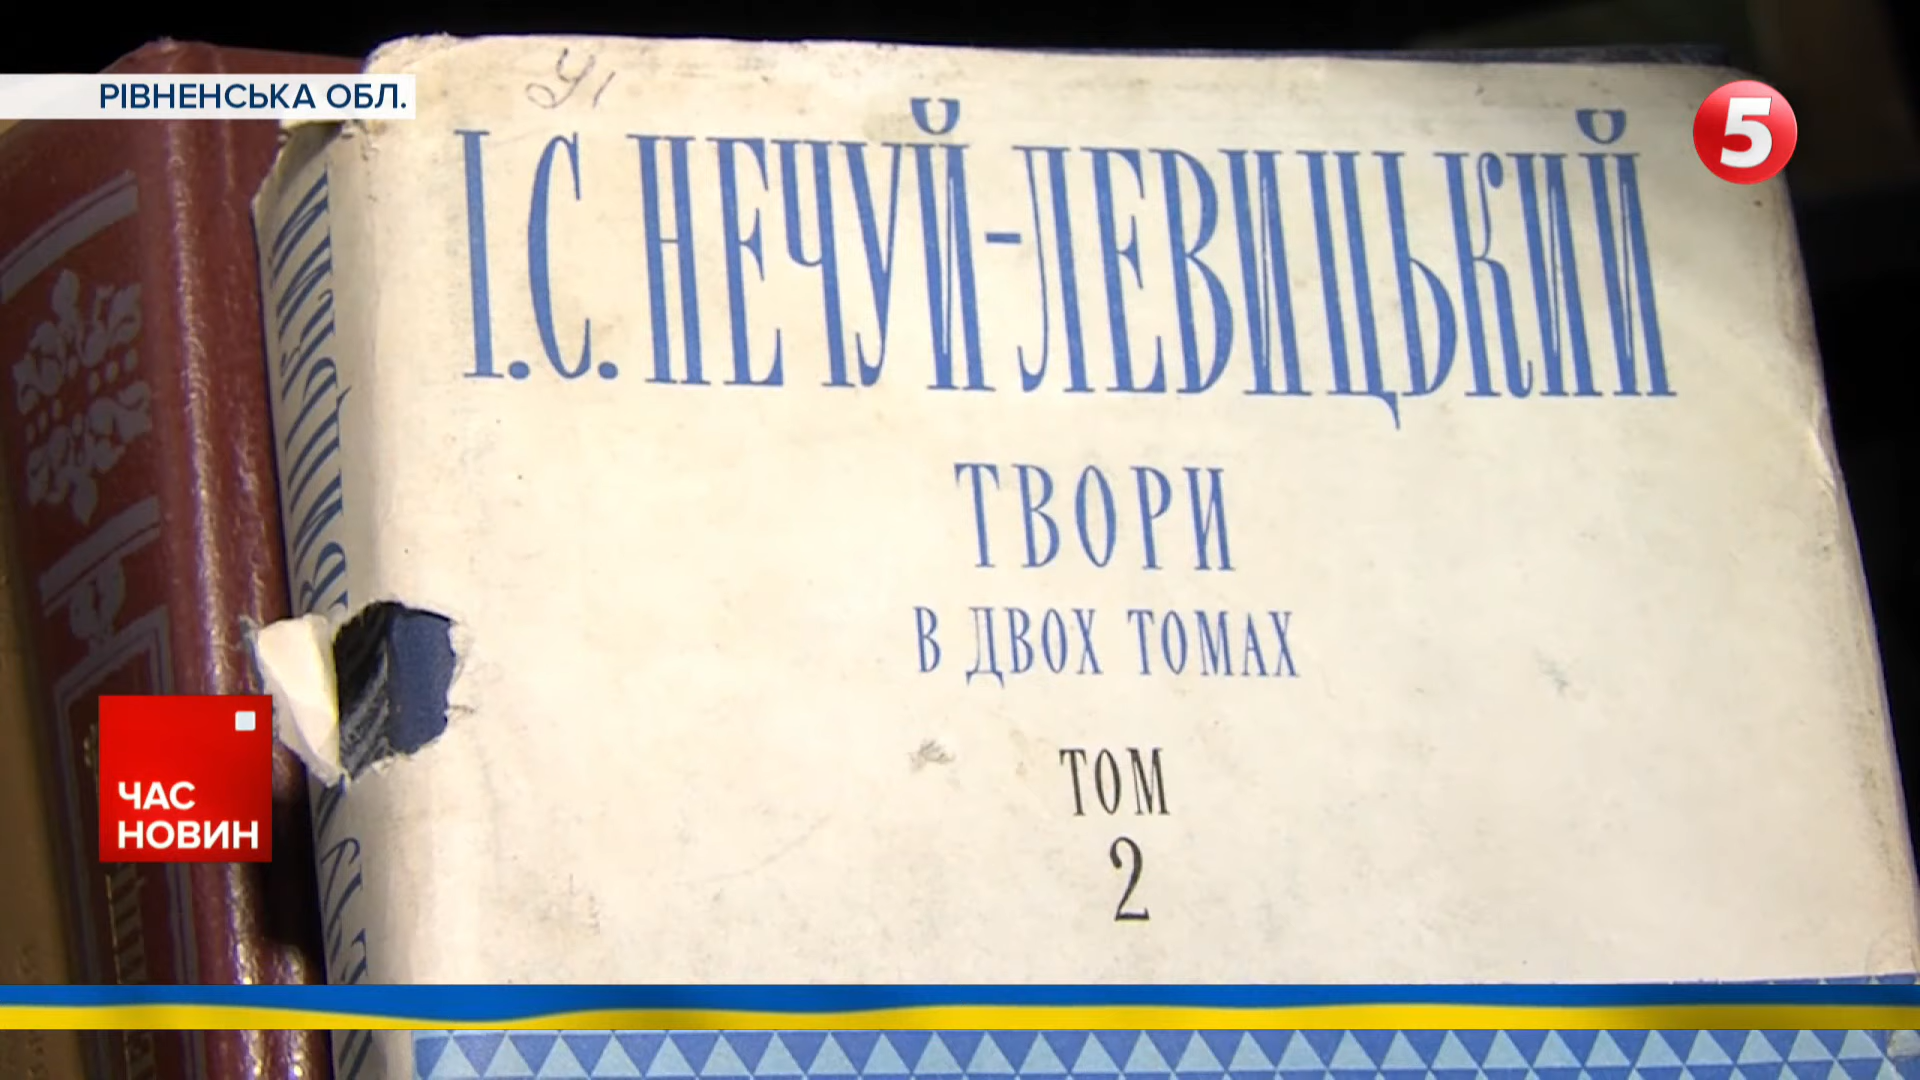 РІВНЕНСЬКА ОБЛ.
5
І.С. НЕЧУЙ-ЛЕВИЦЬКИЙ
ТВОРИ
В ДВОХ ТОМАХ
ТОМ
2
ЧАС
НОВИН